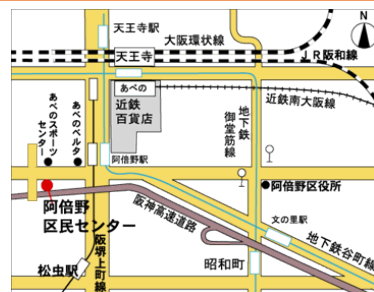 天王寺駅
大阪環状線
N
天王寺
JR阪和線
あべの
近鉄
百貨店
近鉄南大阪線
地下鉄
御堂筋線
あべのスポーツ
センター
あべのベルタ
阿倍野駅
阿倍野区役所
阿倍野
区民センター
阪神高速道路
文の里駅
地下鉄谷町線
昭和町
阪堺上町線
松虫駅